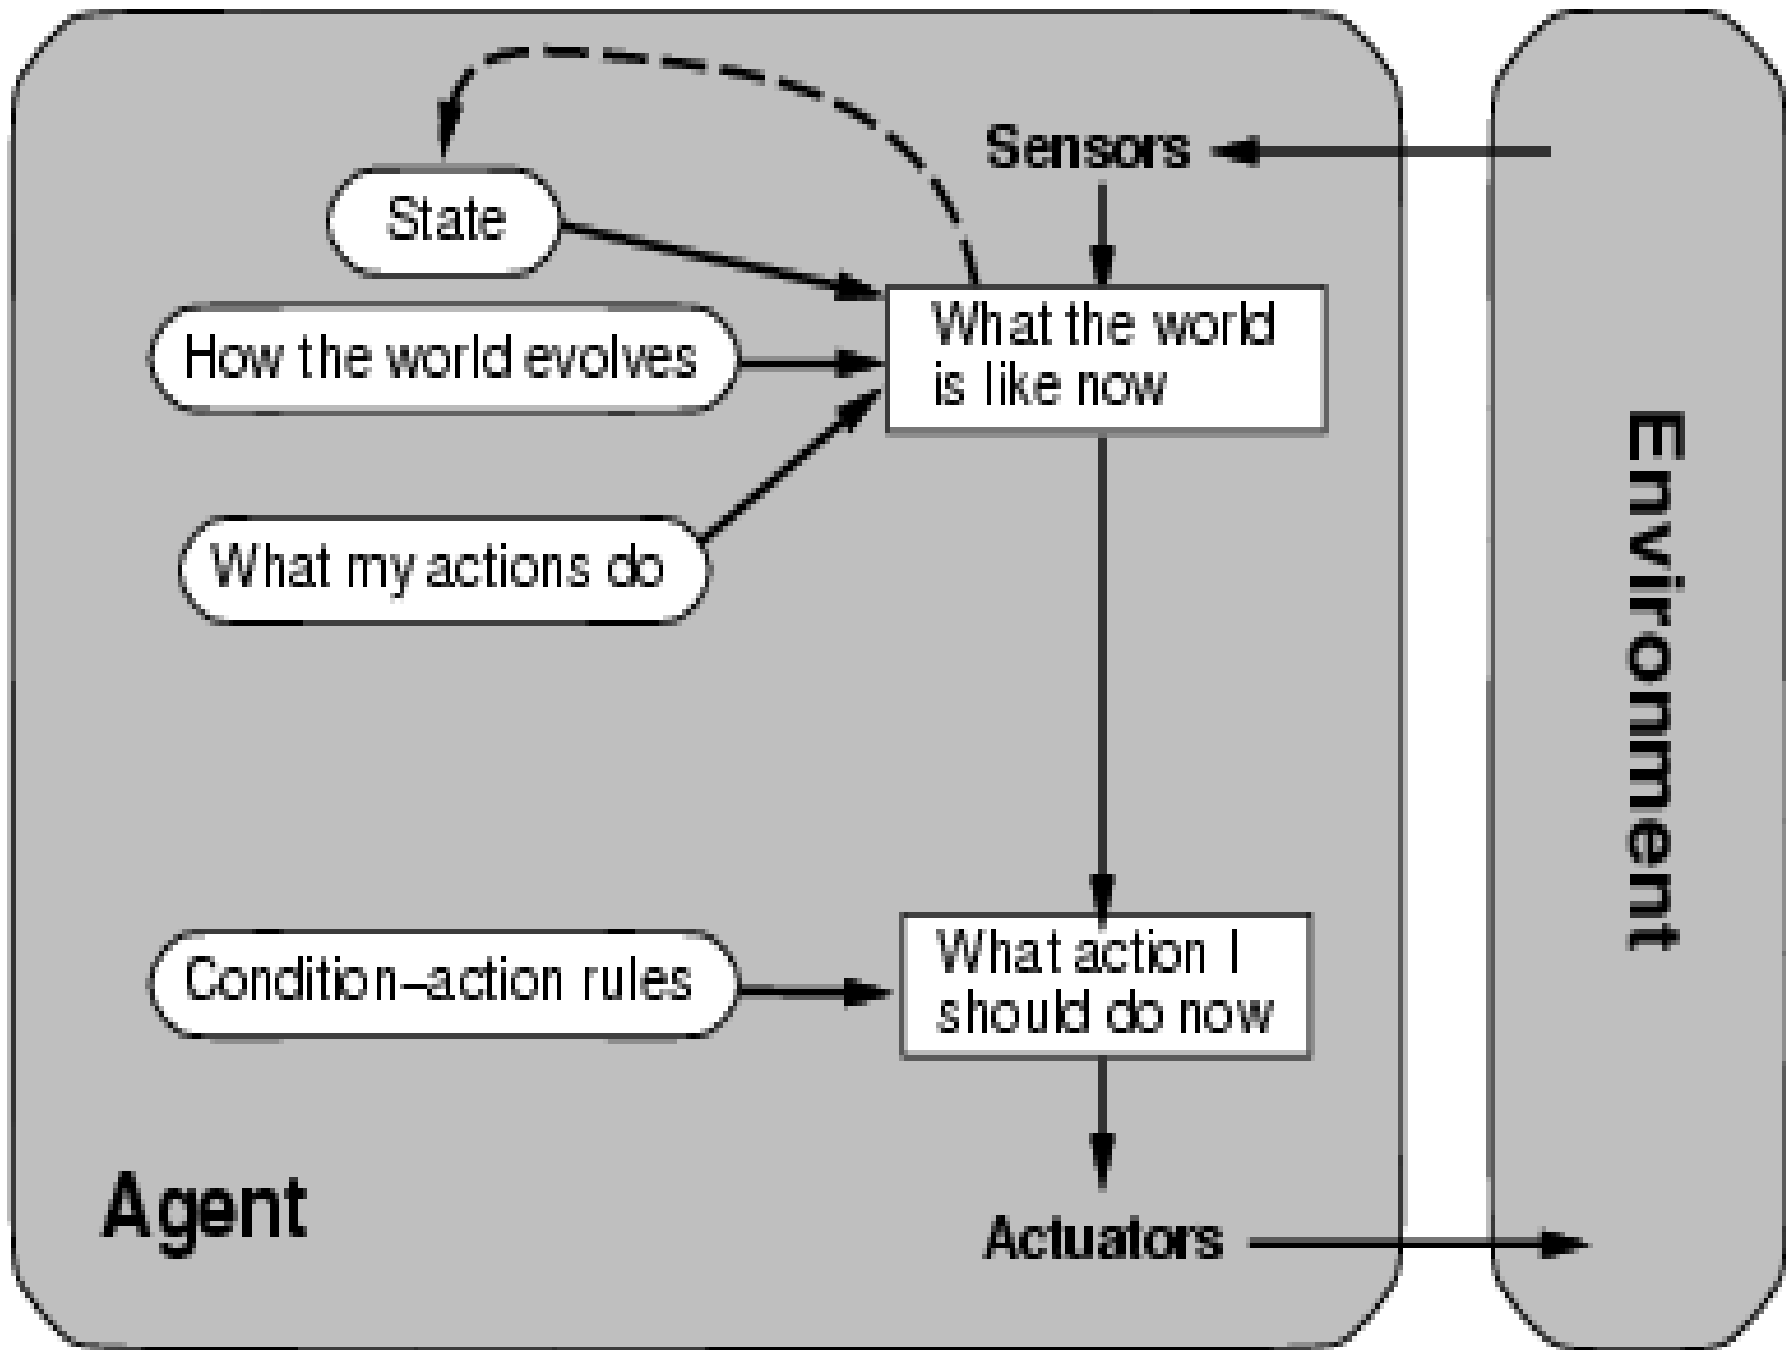 Sensors
State
What the world
is like now
How the world evolves
What my actions do
Environment
Condition–action rules
What action I
should do now
Agent
Actuators